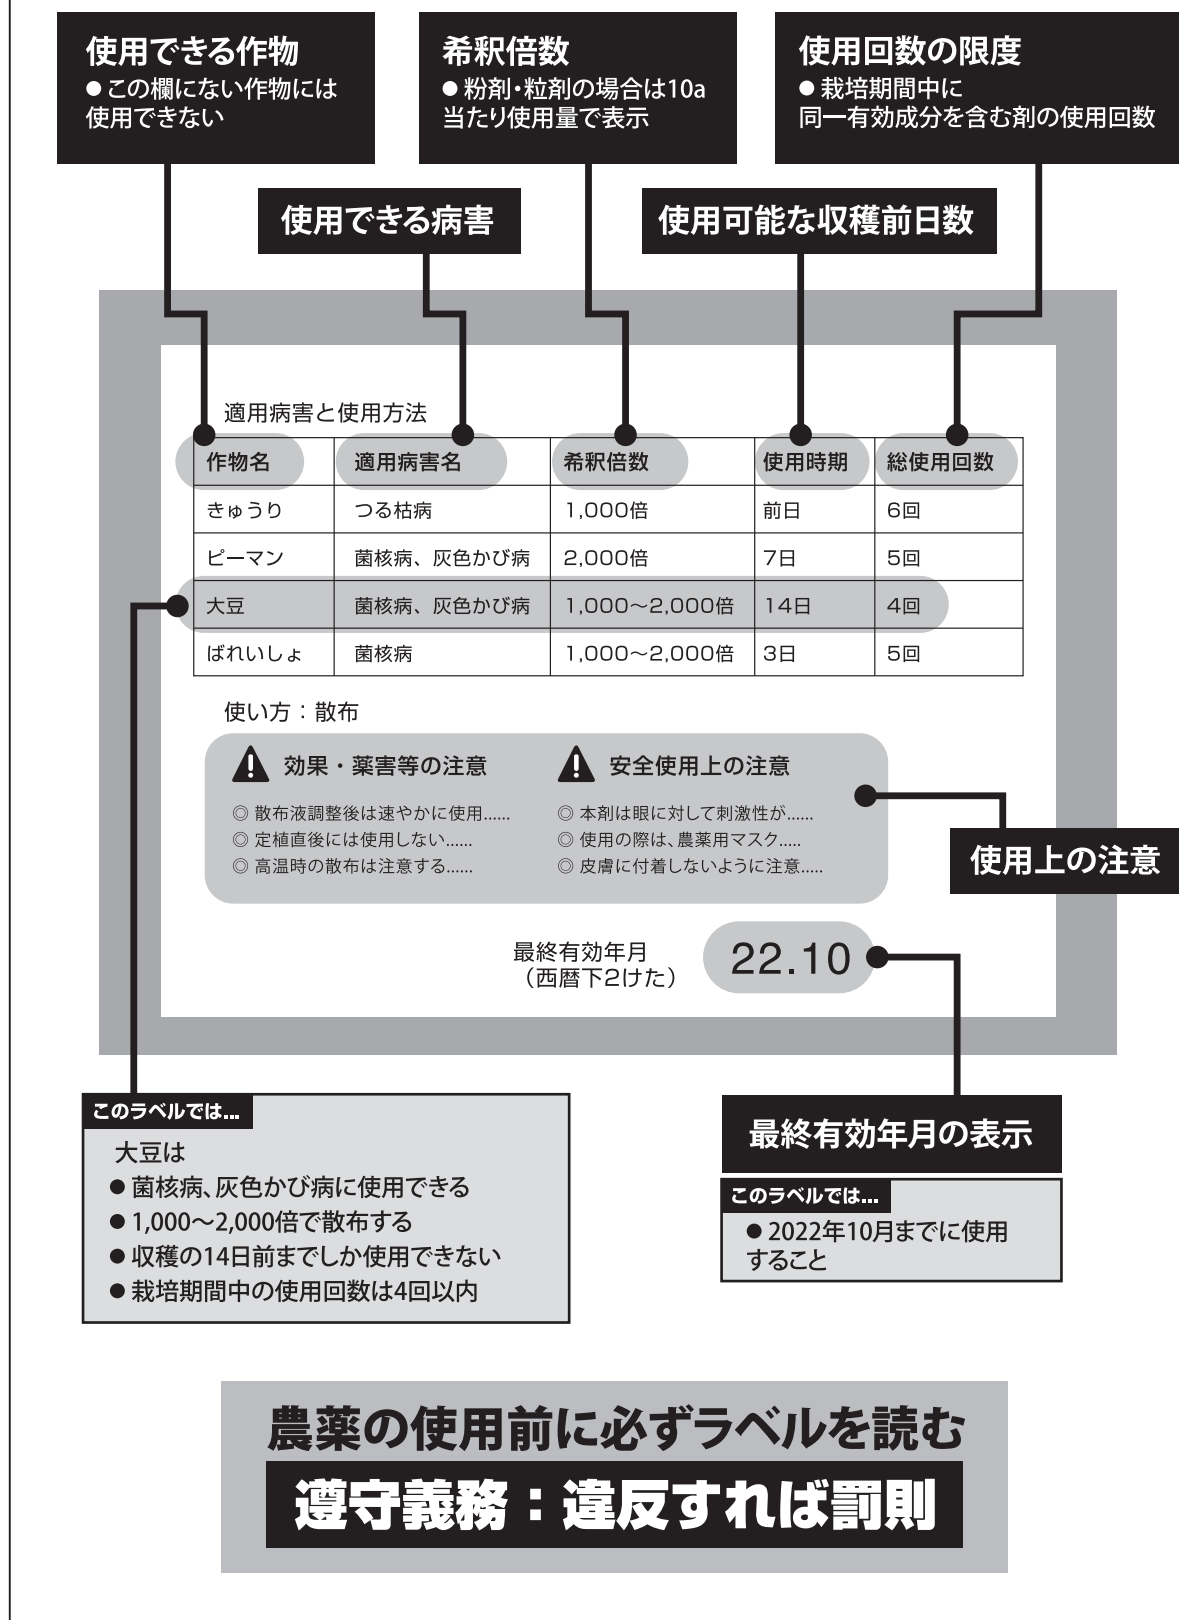 使用できる作物
● この欄にない作物には
使用できない
希釈倍数
● 粉剤・粒剤の場合は10a
当たり使用量で表示
使用回数の限度
● 栽培期間中に
同一有効成分を含む剤の使用回数
使用できる病害
使用可能な収穫前日数
適用病害と使用方法
作物名 適用病害名 希釈倍数 使用時期 総使用回数
きゅうり つる枯病 1,000倍 前日 6回
ピーマン 菌核病、灰色かび病 2,000倍 7日 5回
大豆 菌核病、灰色かび病 1,000～2,000倍 14日 4回
ばれいしょ 菌核病 1,000～2,000倍 3日 5回
使い方：散布
効果・薬害等の注意
◎ 散布液調整後は速やかに使用......
◎ 定植直後には使用しない......
◎ 高温時の散布は注意する......
安全使用上の注意
◎ 本剤は眼に対して刺激性が......
◎ 使用の際は、農薬用マスク.....
◎ 皮膚に付着しないように注意.....
使用上の注意
最終有効年月
（西暦下2けた）
22.10
このラベルでは...
大豆は
● 菌核病、灰色かび病に使用できる
● 1,000～2,000倍で散布する
● 収穫の14日前までしか使用できない
● 栽培期間中の使用回数は4回以内
最終有効年月の表示
このラベルでは...
● 2022年10月までに使用
すること
農薬の使用前に必ずラベルを読む
遵守義務：違反すれば罰則